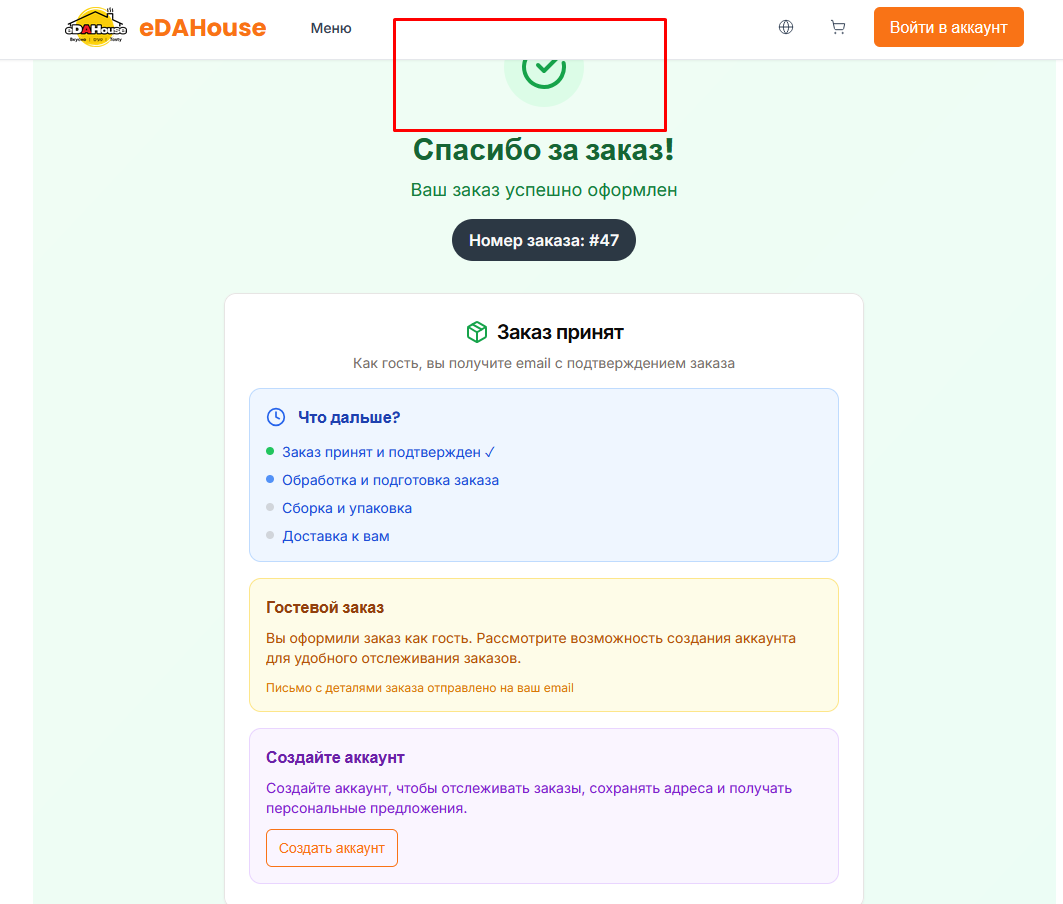 eDAHouse
Вкусно | טעים | Tasty
eDAHouse
Меню
Войти в аккаунт
Спасибо за заказ!
Ваш заказ успешно оформлен
Номер заказа: #47
Заказ принят
Как гость, вы получите email с подтверждением заказа
Что дальше?
Заказ принят и подтвержден ✓
Обработка и подготовка заказа
Сборка и упаковка
Доставка к вам
Гостевой заказ
Вы оформили заказ как гость. Рассмотрите возможность создания аккаунта
для удобного отслеживания заказов.
Письмо с деталями заказа отправлено на ваш email
Создайте аккаунт
Создайте аккаунт, чтобы отслеживать заказы, сохранять адреса и получать
персональные предложения.
Создать аккаунт